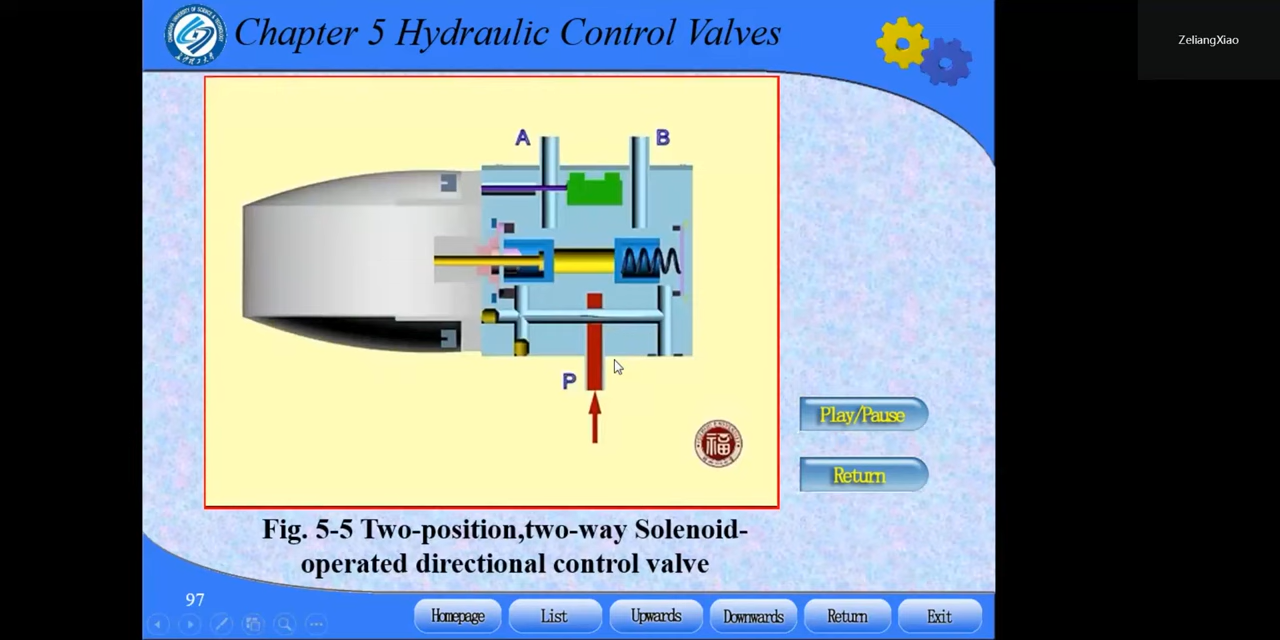 Chapter 5 Hydraulic Control Valves
ZeliangXiao
A
B
P
福
Play/Pause
Return
Fig. 5-5 Two-position,two-way Solenoid-
operated directional control valve
97
Homepage
List
Upwards
Downwards
Return
Exit